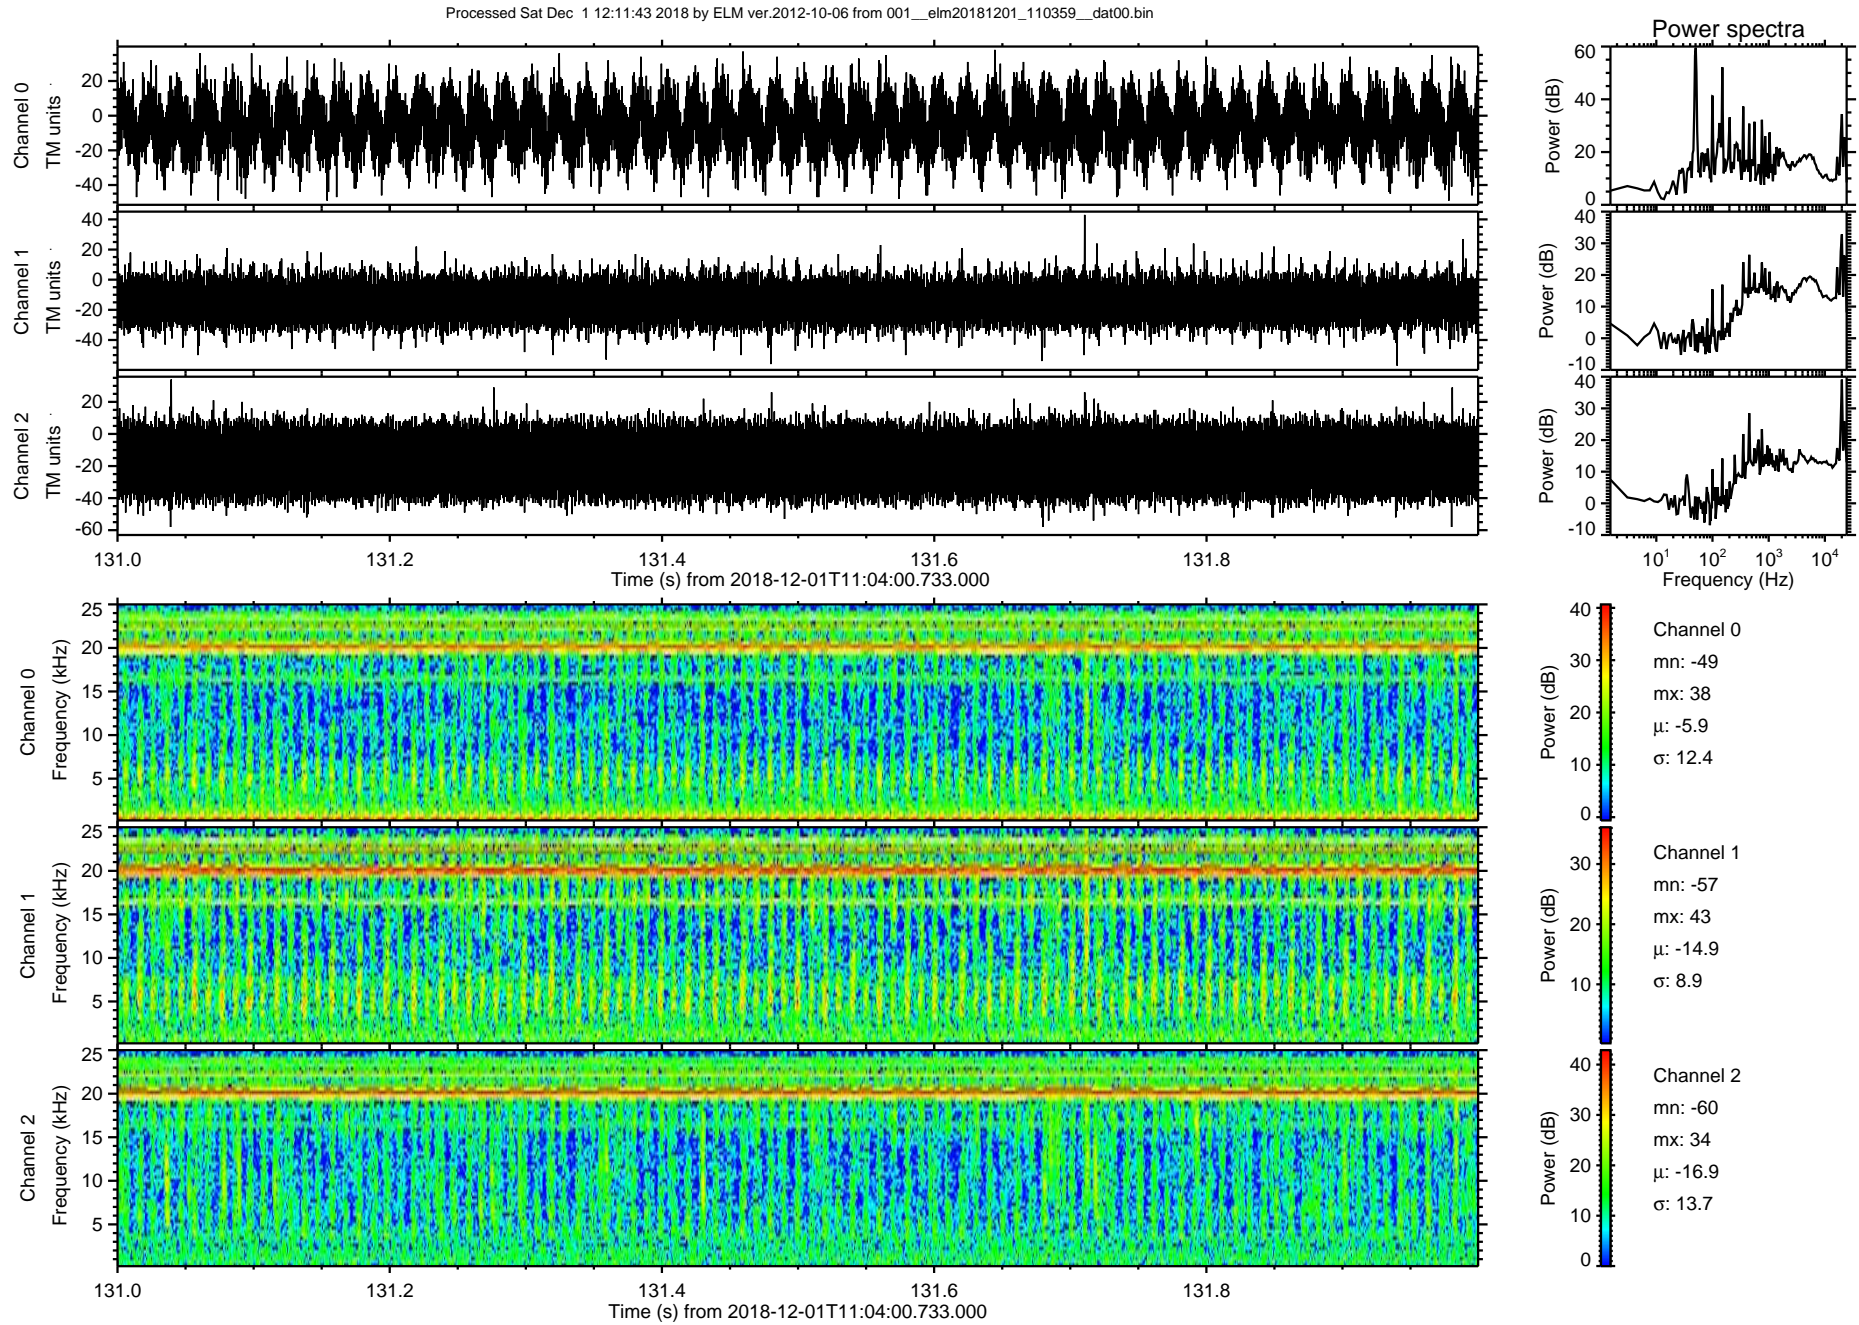 Processed Sat Dec  1 12:11:43 2018 by ELM ver.2012-10-06 from 001__elm20181201_110359__dat00.bin
Power spectra
Channel 0
TM units
20
0
-20
-40
Power (dB)
60
40
20
0
Channel 1
TM units
40
20
0
-20
-40
Power (dB)
40
30
20
10
0
-10
Channel 2
TM units
20
0
-20
-40
-60
Power (dB)
40
30
20
10
0
-10
131.0 131.2 131.4 131.6 131.8
Time (s) from 2018-12-01T11:04:00.733.000
10^1 10^2 10^3 10^4
Frequency (Hz)
Channel 0
Frequency (kHz)
25
20
15
10
5
Power (dB)
40
30
20
10
0
Channel 0
mn: -49
mx: 38
μ: -5.9
σ: 12.4
Channel 1
Frequency (kHz)
25
20
15
10
5
Power (dB)
30
20
10
Channel 1
mn: -57
mx: 43
μ: -14.9
σ: 8.9
Channel 2
Frequency (kHz)
25
20
15
10
5
Power (dB)
40
30
20
10
0
Channel 2
mn: -60
mx: 34
μ: -16.9
σ: 13.7
131.0 131.2 131.4 131.6 131.8
Time (s) from 2018-12-01T11:04:00.733.000